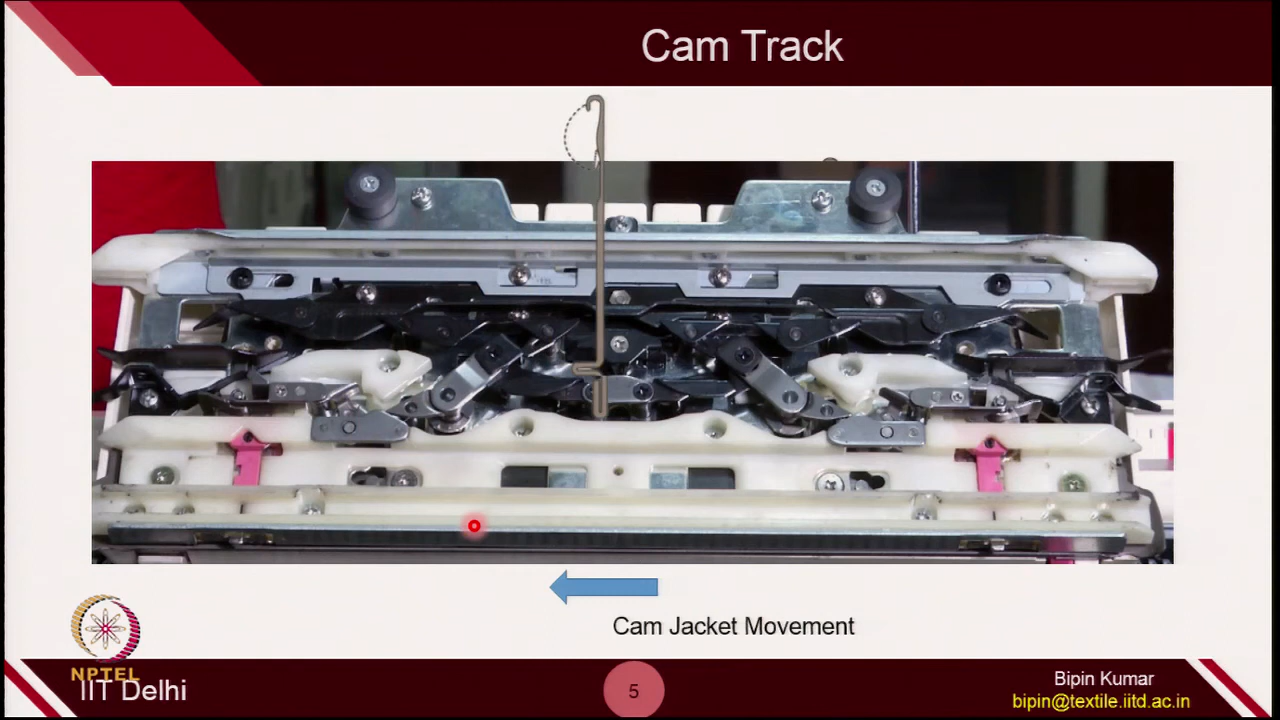 Cam Track
Cam Jacket Movement
NPTEL
IIT Delhi
5
Bipin Kumar
bipin@textile.iitd.ac.in